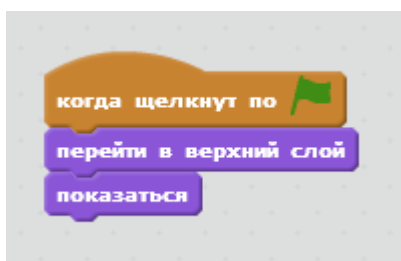 когда щелкнут по
перейти в верхний слой
показаться